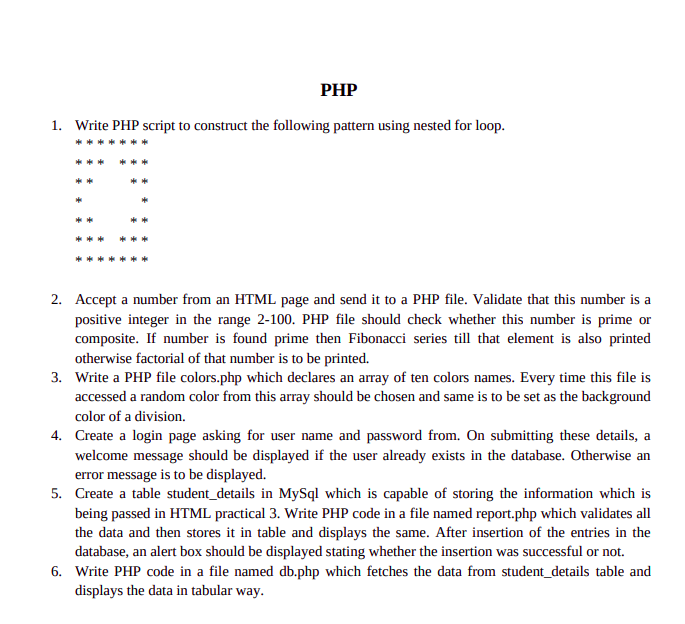 PHP
1. Write PHP script to construct the following pattern using nested for loop.
* * * * * * *
* * *   * * *
* *       * *
*           *
* *       * *
* * *   * * *
* * * * * * *
2. Accept a number from an HTML page and send it to a PHP file. Validate that this number is a
positive integer in the range 2-100. PHP file should check whether this number is prime or
composite. If number is found prime then Fibonacci series till that element is also printed
otherwise factorial of that number is to be printed.
3. Write a PHP file colors.php which declares an array of ten colors names. Every time this file is
accessed a random color from this array should be chosen and same is to be set as the background
color of a division.
4. Create a login page asking for user name and password from. On submitting these details, a
welcome message should be displayed if the user already exists in the database. Otherwise an
error message is to be displayed.
5. Create a table student_details in MySql which is capable of storing the information which is
being passed in HTML practical 3. Write PHP code in a file named report.php which validates all
the data and then stores it in table and displays the same. After insertion of the entries in the
database, an alert box should be displayed stating whether the insertion was successful or not.
6. Write PHP code in a file named db.php which fetches the data from student_details table and
displays the data in tabular way.